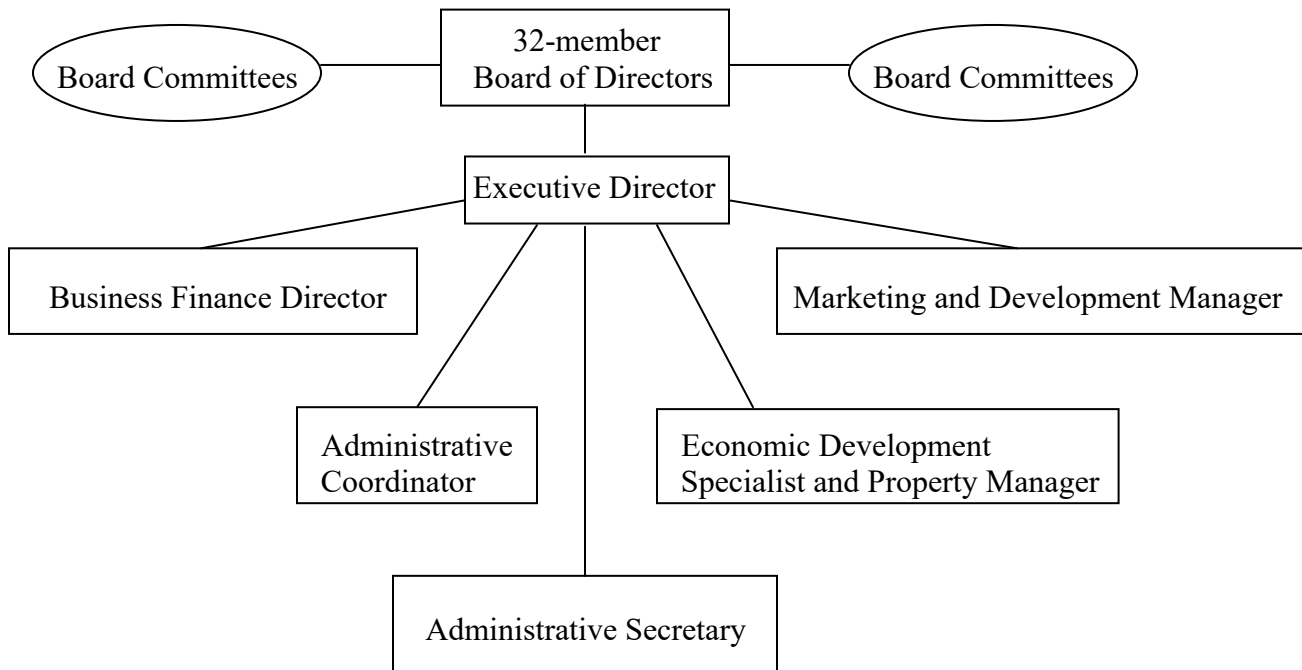 32-member
Board of Directors
Board Committees
Board Committees
Executive Director
Business Finance Director
Marketing and Development Manager
Administrative
Coordinator
Economic Development
Specialist and Property Manager
Administrative Secretary